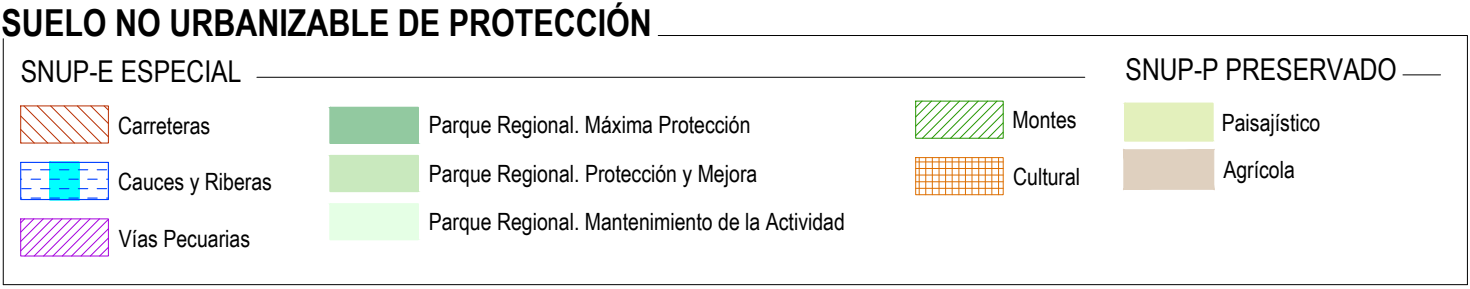 SUELO NO URBANIZABLE DE PROTECCIÓN
SNUP-E ESPECIAL
Carreteras
Cauces y Riberas
Vías Pecuarias
Parque Regional. Máxima Protección
Parque Regional. Protección y Mejora
Parque Regional. Mantenimiento de la Actividad
Montes
Cultural
SNUP-P PRESERVADO
Paisajístico
Agrícola